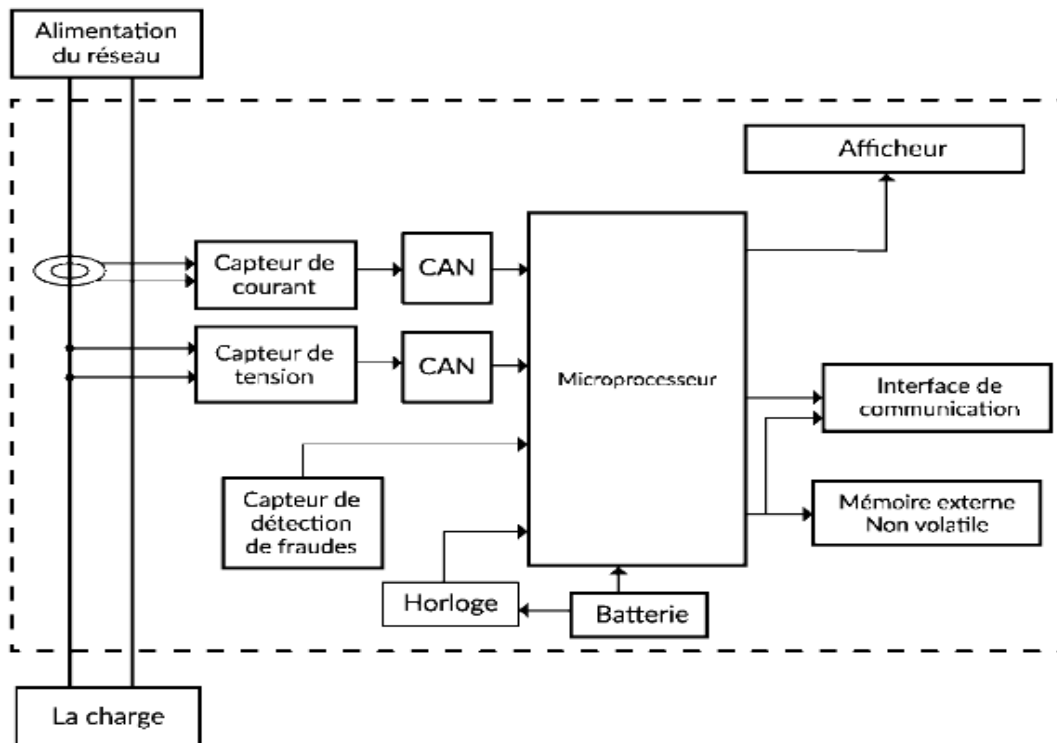 Alimentation
du réseau
Afficheur
Capteur de
courant
CAN
Capteur de
tension
CAN
Microprocesseur
Interface de
communication
Capteur de
détection
de fraudes
Mémoire externe
Non volatile
Horloge
Batterie
La charge